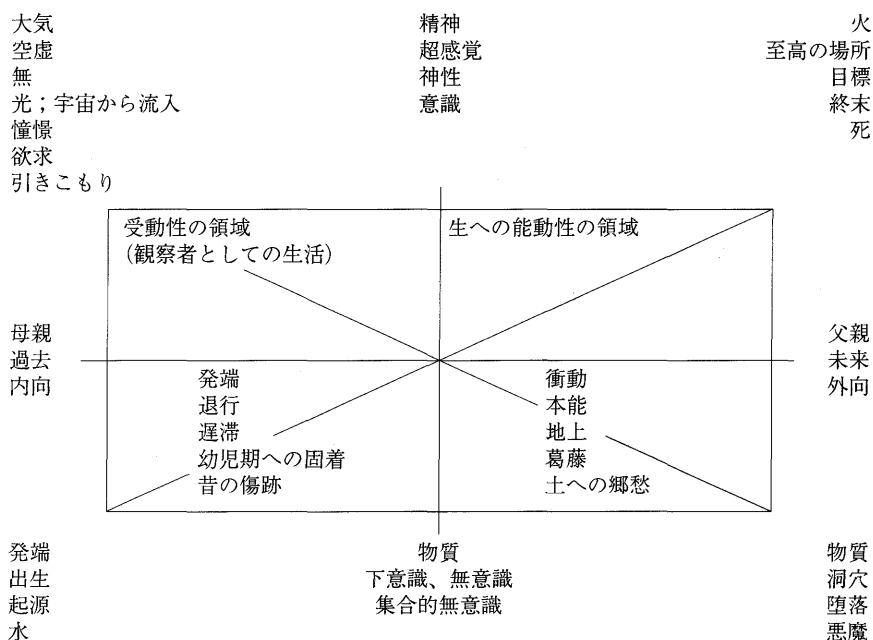 大気
空虚
無
光；宇宙から流入
憧憬
欲求
引きこもり
精神
超感覚
神性
意識
火
至高の場所
目標
終末
死
受動性の領域
（観察者としての生活）
生への能動性の領域
母親
過去
内向
父親
未来
外向
発端
退行
遅滞
幼児期への固着
昔の傷跡
衝動
本能
地上
葛藤
土への郷愁
発端
出生
起源
水
物質
下意識、無意識
集合的無意識
物質
洞穴
堕落
悪魔